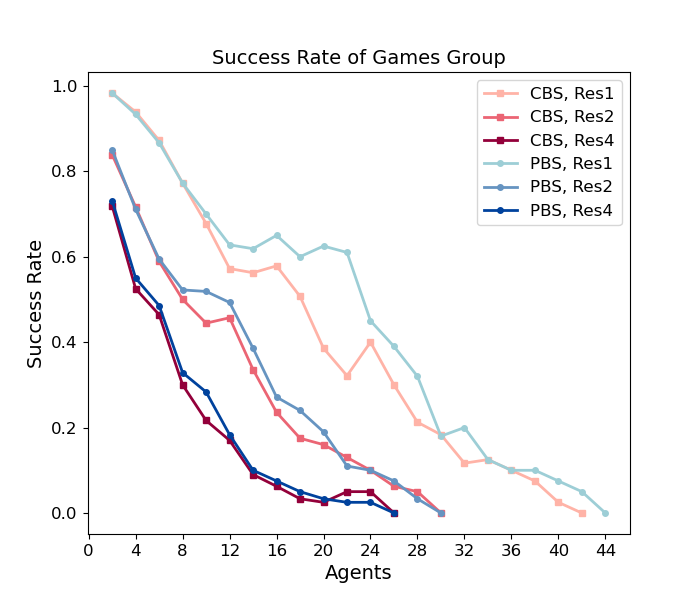 Success Rate of Games Group
CBS, Res1
CBS, Res2
CBS, Res4
PBS, Res1
PBS, Res2
PBS, Res4
Success Rate
1.0
0.8
0.6
0.4
0.2
0.0
0 4 8 12 16 20 24 28 32 36 40 44
Agents